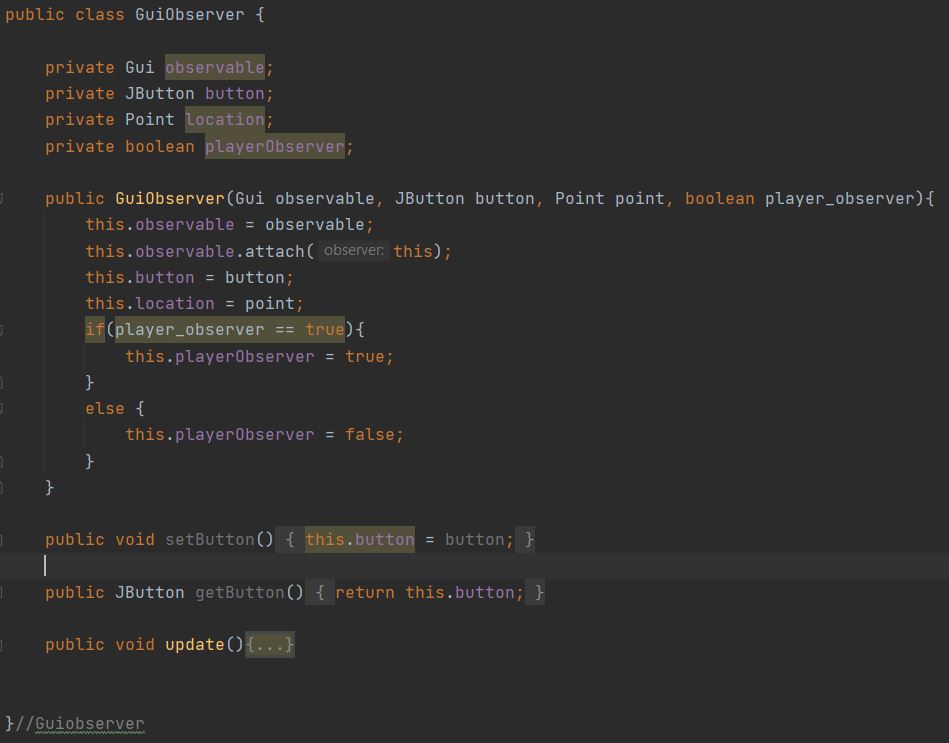 public class GuiObserver {
private Gui observable;
private JButton button;
private Point location;
private boolean playerObserver;
public GuiObserver(Gui observable, JButton button, Point point, boolean player_observer){
this.observable = observable;
this.observable.attach( observer: this);
this.button = button;
this.location = point;
if(player_observer == true){
this.playerObserver = true;
}
else {
this.playerObserver = false;
}
}
public void setButton() { this.button = button; }
public JButton getButton() { return this.button; }
public void update(){...}
}//Guiobserver